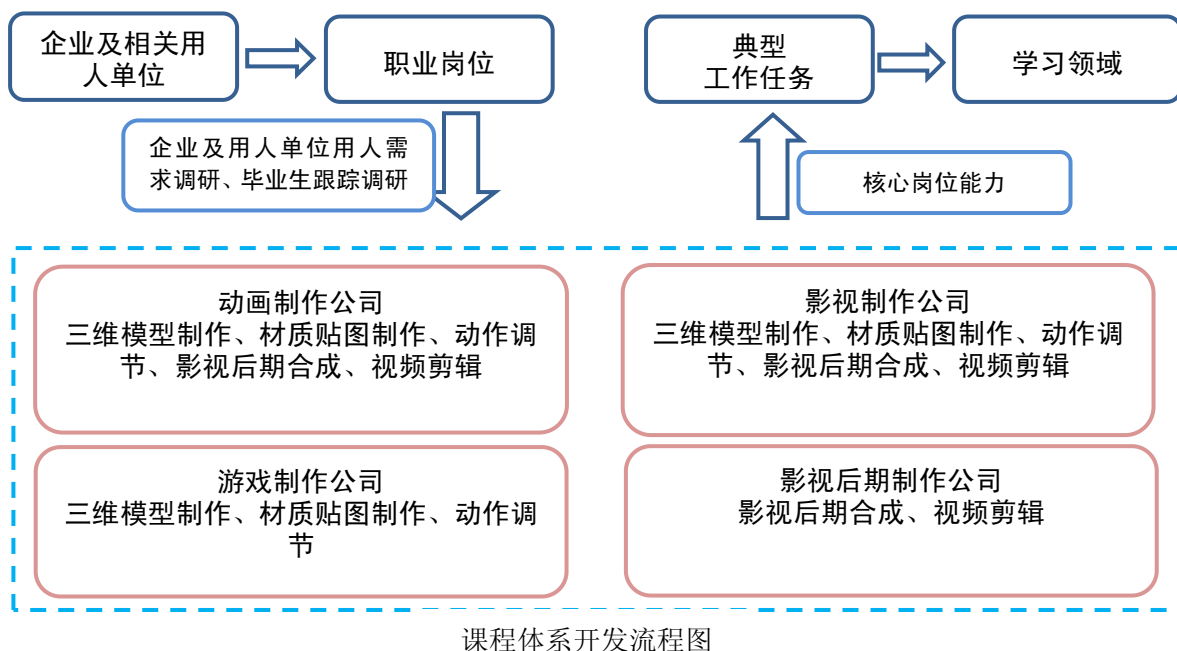 企业及相关用
人单位
职业岗位
典型
工作任务
学习领域
企业及用人单位用人需
求调研、毕业生跟踪调研
核心岗位能力
动画制作公司
三维模型制作、材质贴图制作、动作调
节、影视后期合成、视频剪辑
影视制作公司
三维模型制作、材质贴图制作、动作调
节、影视后期合成、视频剪辑
游戏制作公司
三维模型制作、材质贴图制作、动作调
节
影视后期制作公司
影视后期合成、视频剪辑
课程体系开发流程图